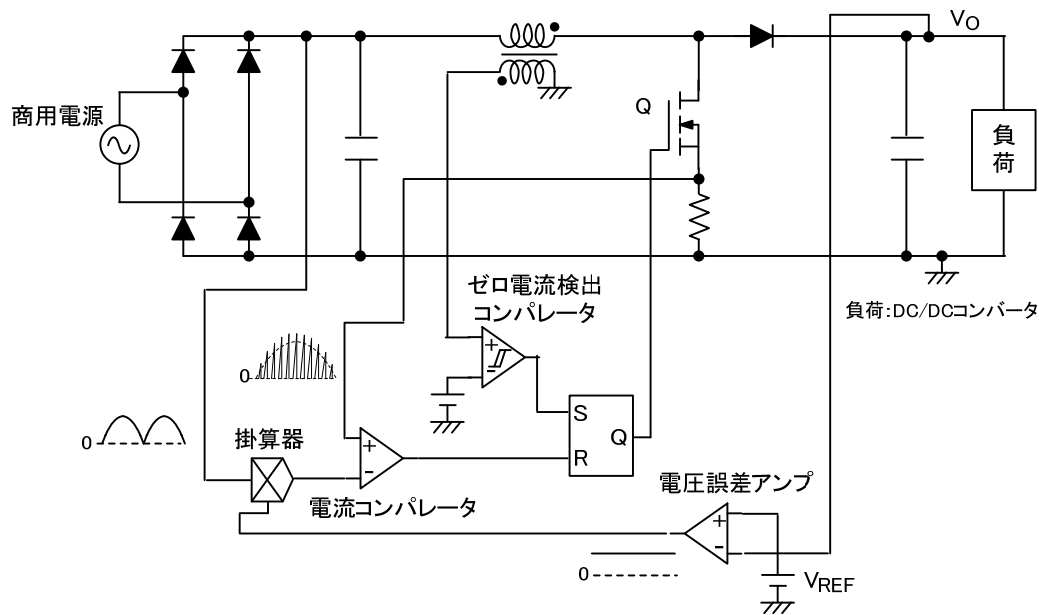 V_O
商用電源
Q
負
荷
ゼロ電流検出
コンパレータ
負荷:DC/DCコンバータ
+
-
0
S
Q
R
0
掛算器
+
-
電流コンパレータ
電圧誤差アンプ
+
-
0
V_REF